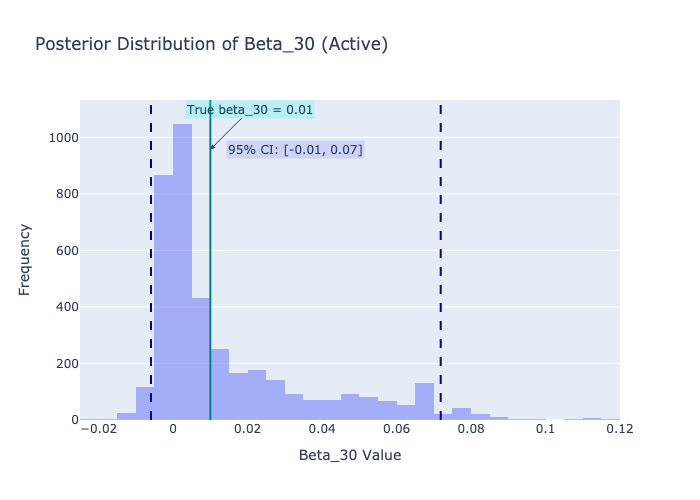 Posterior Distribution of Beta_30 (Active)
True beta_30 = 0.01
95% CI: [-0.01, 0.07]
1000
800
600
400
200
0
Frequency
−0.02 0 0.02 0.04 0.06 0.08 0.1 0.12
Beta_30 Value